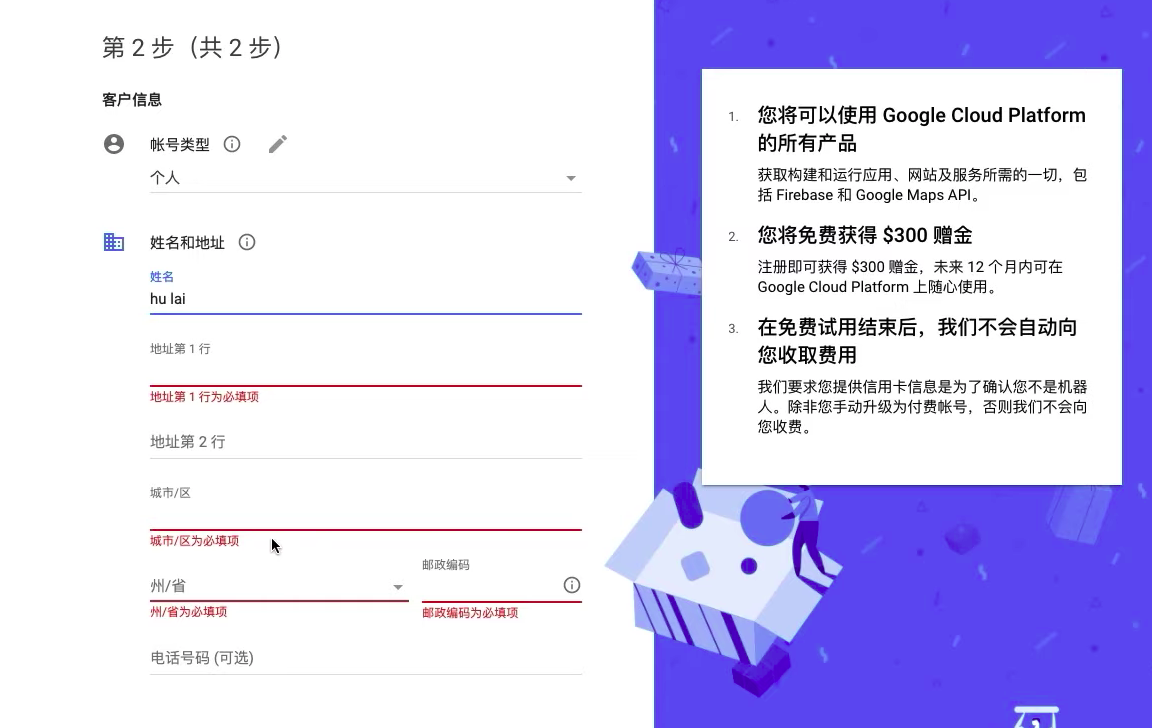 第 2 步（共 2 步）
客户信息
帐号类型
个人
姓名和地址
姓名
hu lai
地址第 1 行
地址第 1 行为必填项
地址第 2 行
城市/区
城市/区为必填项
州/省
州/省为必填项
邮政编码
邮政编码为必填项
电话号码 (可选)
1. 您将可以使用 Google Cloud Platform
的所有产品
获取构建和运行应用、网站及服务所需的一切，包
括 Firebase 和 Google Maps API。
2. 您将免费获得 $300 赠金
注册即可获得 $300 赠金，未来 12 个月内可在
Google Cloud Platform 上随心使用。
3. 在免费试用结束后，我们不会自动向
您收取费用
我们要求您提供信用卡信息是为了确认您不是机器
人。除非您手动升级为付费帐号，否则我们不会向
您收费。